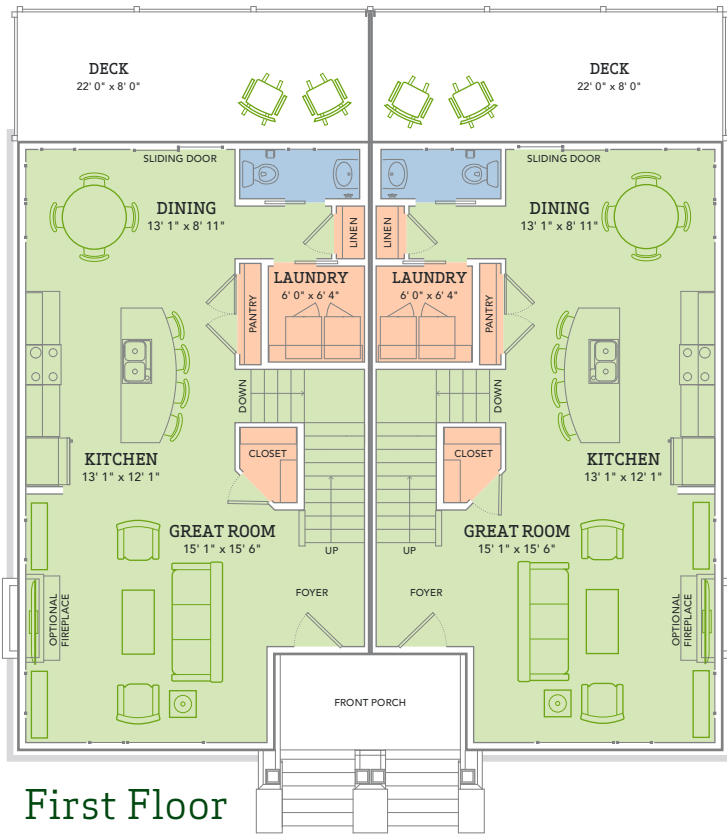 DECK
22' 0" x 8' 0"
DECK
22' 0" x 8' 0"
SLIDING DOOR
SLIDING DOOR
DINING
13' 1" x 8' 11"
LINEN
LINEN
DINING
13' 1" x 8' 11"
LAUNDRY
6' 0" x 6' 4"
LAUNDRY
6' 0" x 6' 4"
PANTRY
PANTRY
DOWN
DOWN
KITCHEN
13' 1" x 12' 1"
CLOSET
CLOSET
KITCHEN
13' 1" x 12' 1"
GREAT ROOM
15' 1" x 15' 6"
UP
UP
GREAT ROOM
15' 1" x 15' 6"
OPTIONAL
FIREPLACE
FOYER
FOYER
OPTIONAL
FIREPLACE
FRONT PORCH
First Floor